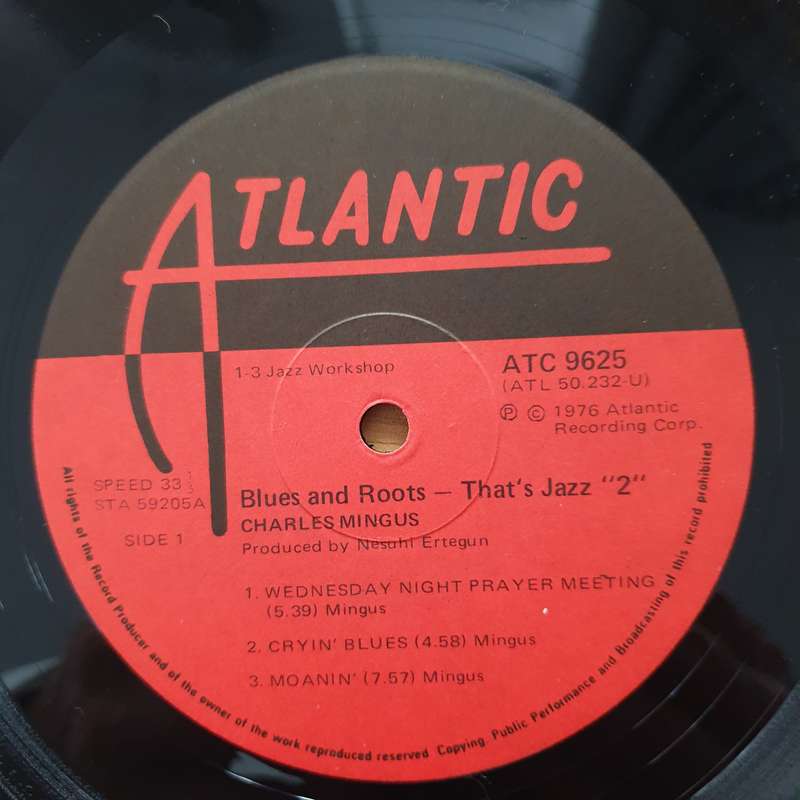 ATLANTIC
1-3 Jazz Workshop
ATC 9625
(ATL 50.232-U)
Ⓟ © 1976 Atlantic
Recording Corp.
SPEED 33 1/3
STA 59205A
SIDE 1
Blues and Roots — That's Jazz "2"
CHARLES MINGUS
Produced by Nesuhi Ertegun
1. WEDNESDAY NIGHT PRAYER MEETING
(5.39) Mingus
2. CRYIN' BLUES (4.58) Mingus
3. MOANIN' (7.57) Mingus
All rights of the Record Producer and of the owner of the work reproduced reserved. Copying, Public Performance and Broadcasting of this record prohibited